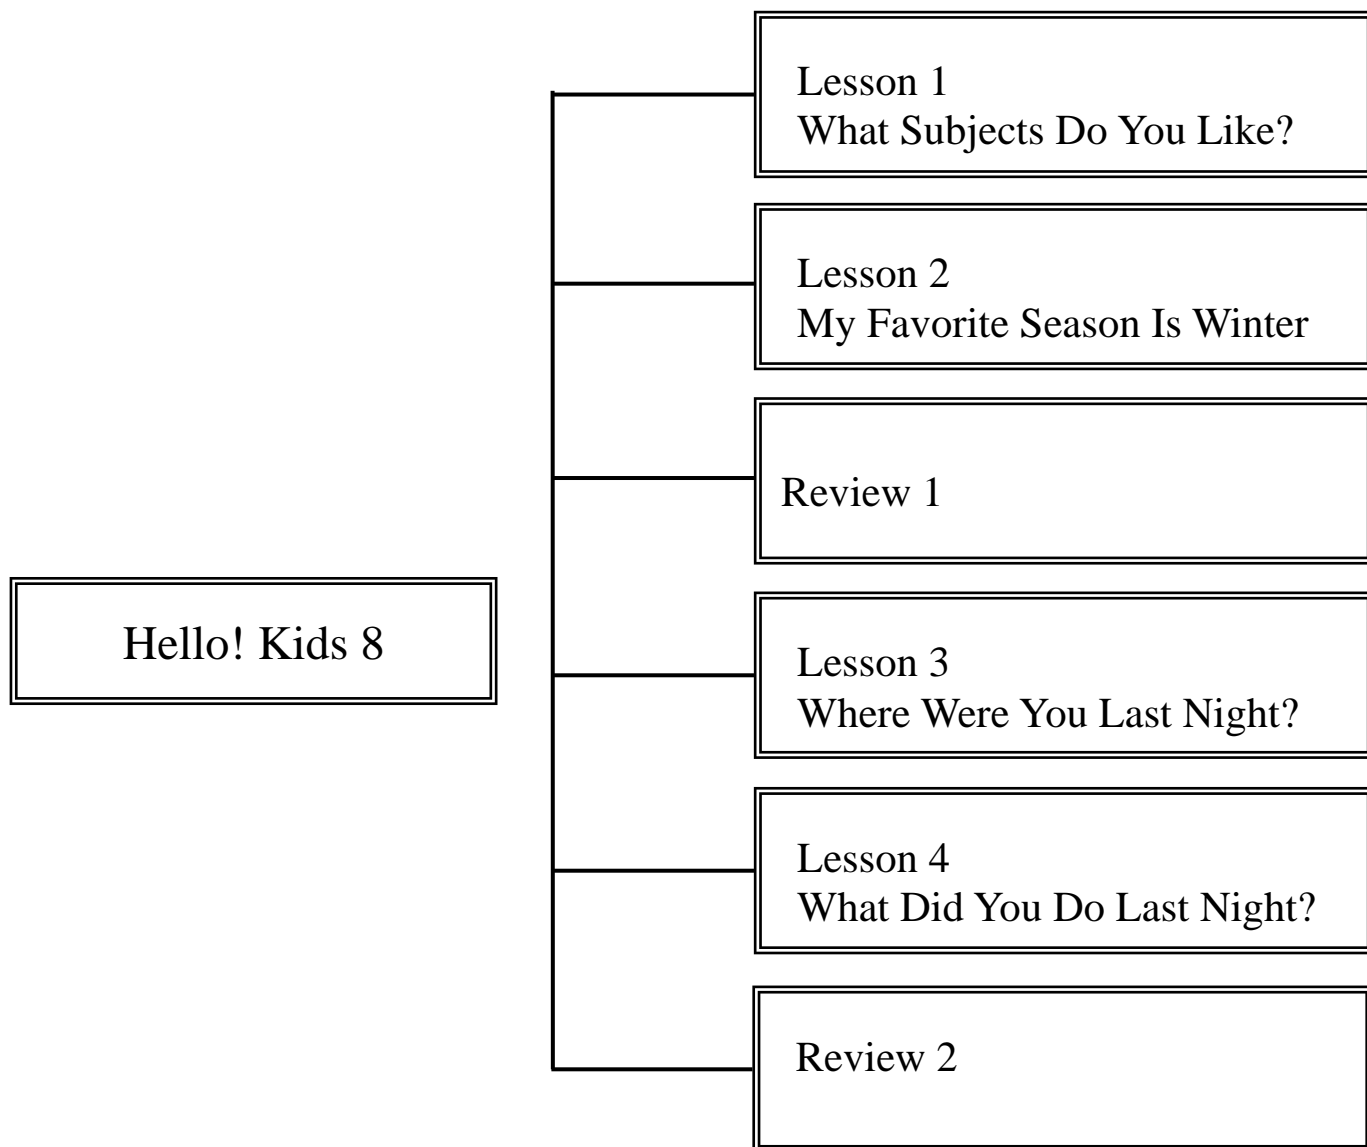 Hello! Kids 8
Lesson 1
What Subjects Do You Like?
Lesson 2
My Favorite Season Is Winter
Review 1
Lesson 3
Where Were You Last Night?
Lesson 4
What Did You Do Last Night?
Review 2